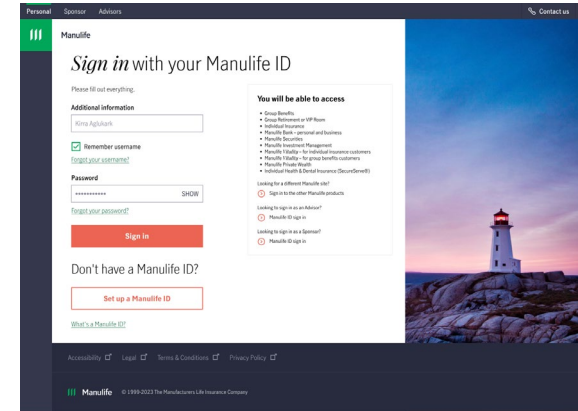 Personal Sponsor Advisors Contact us
Manulife
Sign in with your Manulife ID
Please fill out everything.
Additional information
Kirra Aglukark
Remember username
Forgot your username?
Password
SHOW
Forgot your password?
Sign in
Don't have a Manulife ID?
Set up a Manulife ID
What's a Manulife ID?
You will be able to access
Group Benefits
Group Retirement or VIP Room
Individual Insurance
Manulife Bank – personal and business
Manulife Securities
Manulife Investment Management
Manulife Vitality – for individual insurance customers
Manulife Vitality – for group benefits customers
Manulife Private Wealth
Individual Health & Dental Insurance (SecureServe®)
Looking for a different Manulife site?
Sign in to the other Manulife products
Looking to sign in as an Advisor?
Manulife ID sign in
Looking to sign in as a Sponsor?
Manulife ID sign in
Accessibility Legal Terms & Conditions Privacy Policy
Manulife © 1999-2023 The Manufacturers Life Insurance Company